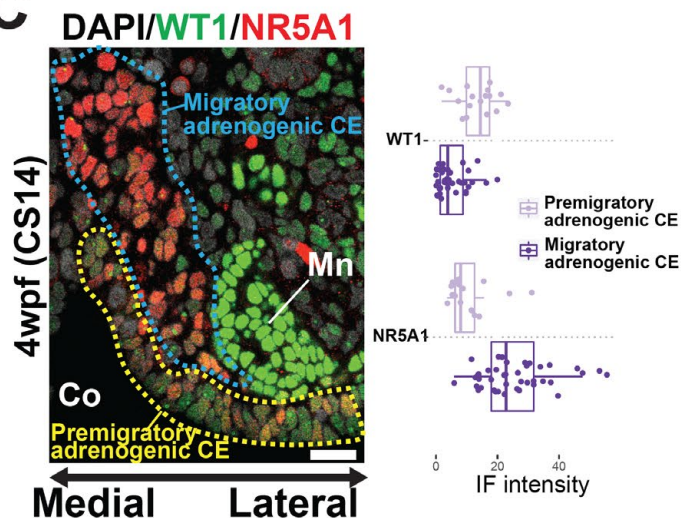 C
DAPI/WT1/NR5A1
4wpf (CS14)
Migratory
adrenogenic CE
Mn
Co
Premigratory
adrenogenic CE
Medial
Lateral
WT1
NR5A1
Premigratory
adrenogenic CE
Migratory
adrenogenic CE
0
20
40
IF intensity